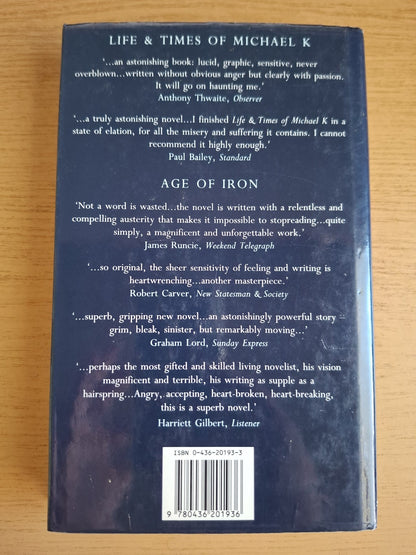 LIFE & TIMES OF MICHAEL K
‘...an astonishing book: lucid, graphic, sensitive, never
overblown...written without obvious anger but clearly with passion.
It will go on haunting me.’
Anthony Thwaite, Observer
‘...a truly astonishing novel...I finished Life & Times of Michael K in a
state of elation, for all the misery and suffering it contains. I cannot
recommend it highly enough.’
Paul Bailey, Standard
AGE OF IRON
‘Not a word is wasted...the novel is written with a relentless and
compelling austerity that makes it impossible to stopreading...quite
simply, a magnificent and unforgettable work.’
James Runcie, Weekend Telegraph
‘...so original, the sheer sensitivity of feeling and writing is
heartwrenching...another masterpiece.’
Robert Carver, New Statesman & Society
‘...superb, gripping new novel...an astonishingly powerful story –
grim, bleak, sinister, but remarkably moving...’
Graham Lord, Sunday Express
‘...perhaps the most gifted and skilled living novelist, his vision
magnificent and terrible, his writing as supple as a
hairspring...Angry, accepting, heart-broken, heart-breaking,
this is a superb novel.’
Harriett Gilbert, Listener
ISBN 0-436-20193-3
9 780436 201936